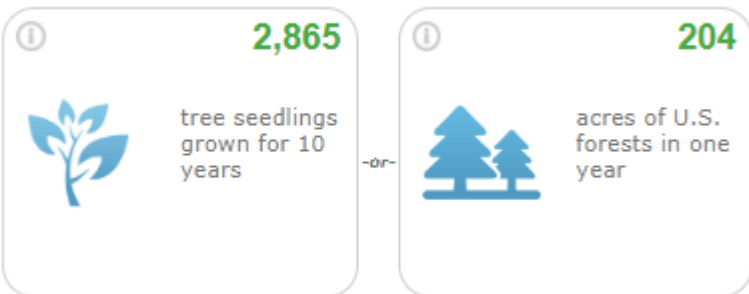 2,865
tree seedlings
grown for 10
years
-or-
204
acres of U.S.
forests in one
year